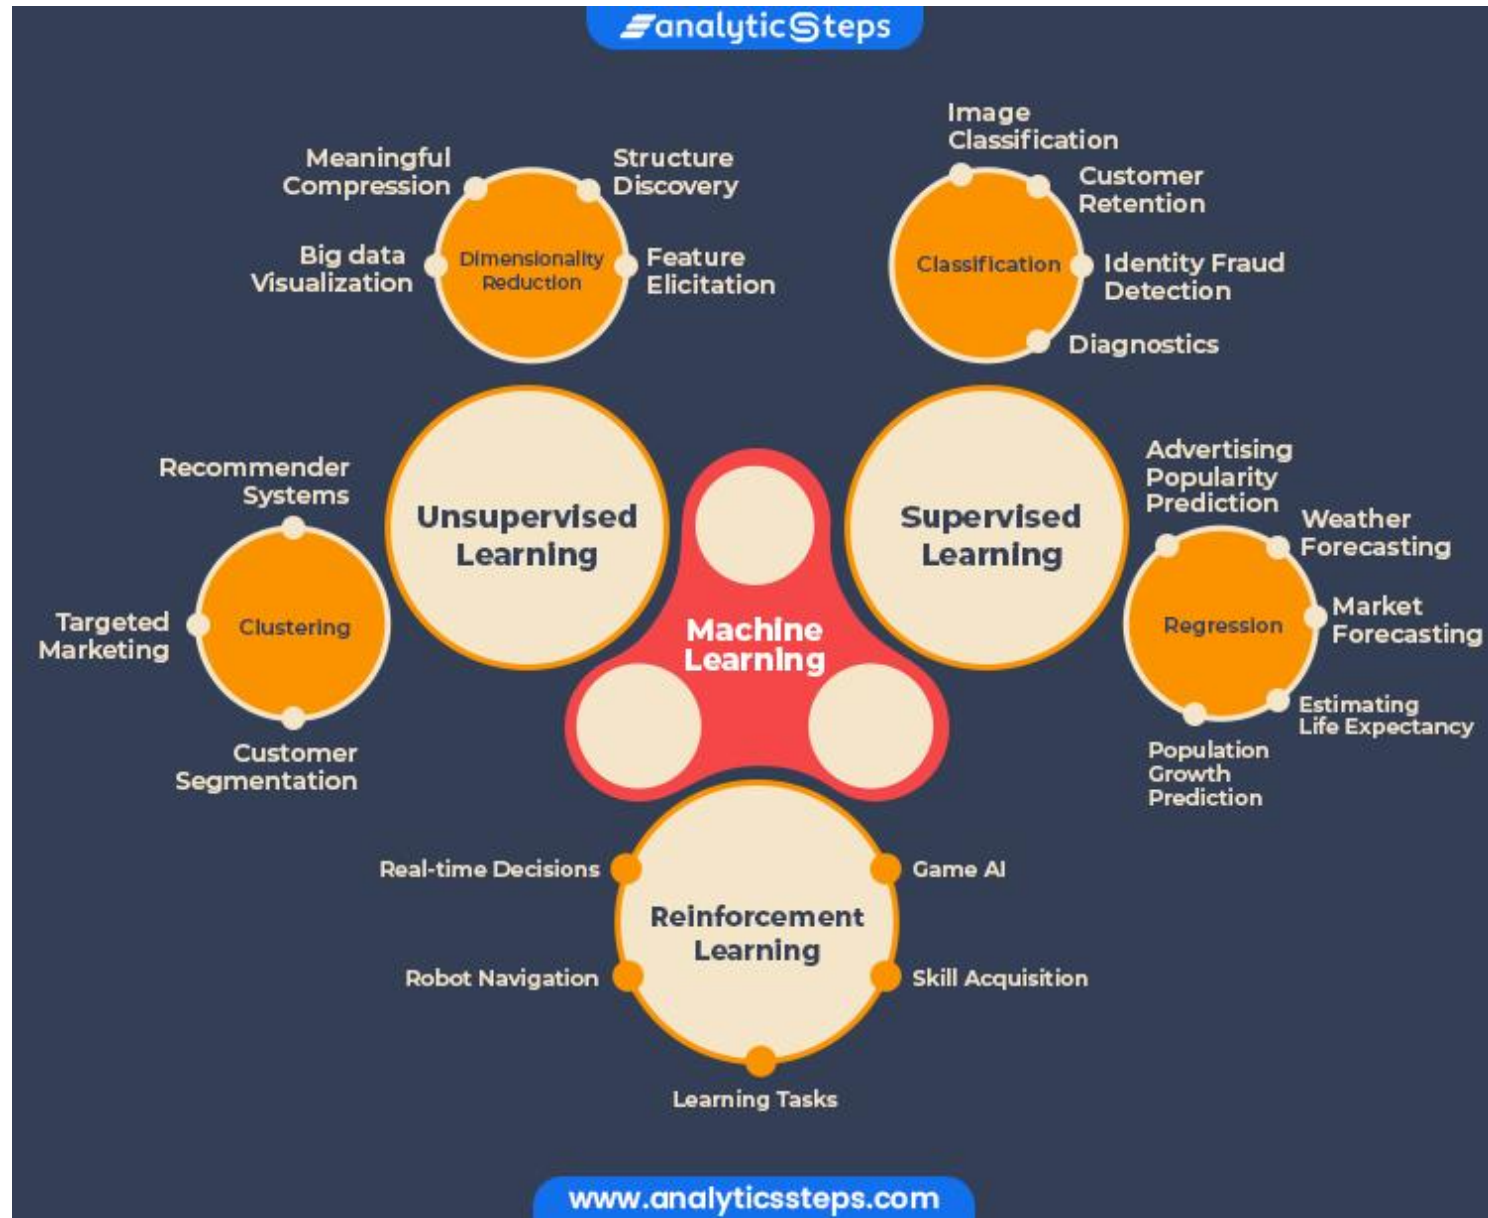 analyticSteps
Meaningful
Compression
Structure
Discovery
Big data
Visualization
Dimensionality
Reduction
Feature
Elicitation
Image
Classification
Customer
Retention
Classification
Identity Fraud
Detection
Diagnostics
Unsupervised
Learning
Recommender
Systems
Targeted
Marketing
Clustering
Customer
Segmentation
Machine
Learning
Supervised
Learning
Advertising
Popularity
Prediction
Weather
Forecasting
Regression
Market
Forecasting
Estimating
Life Expectancy
Population
Growth
Prediction
Real-time Decisions
Game AI
Reinforcement
Learning
Robot Navigation
Skill Acquisition
Learning Tasks
www.analyticssteps.com